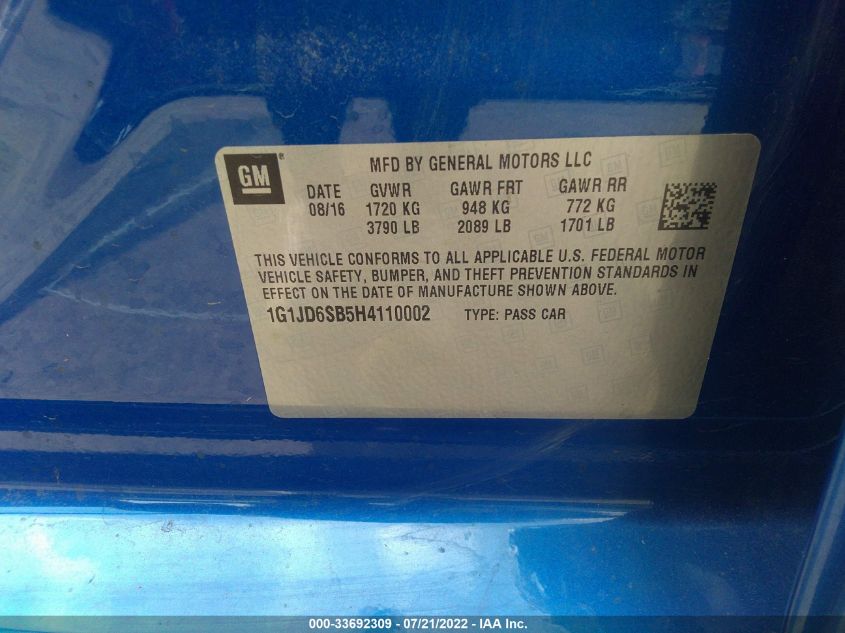 GM ®
MFD BY GENERAL MOTORS LLC
DATE GVWR GAWR FRT GAWR RR
08/16 1720 KG 948 KG 772 KG
3790 LB 2089 LB 1701 LB
THIS VEHICLE CONFORMS TO ALL APPLICABLE U.S. FEDERAL MOTOR
VEHICLE SAFETY, BUMPER, AND THEFT PREVENTION STANDARDS IN
EFFECT ON THE DATE OF MANUFACTURE SHOWN ABOVE.
1G1JD6SB5H4110002 TYPE: PASS CAR
000-33692309 - 07/21/2022 - IAA Inc.